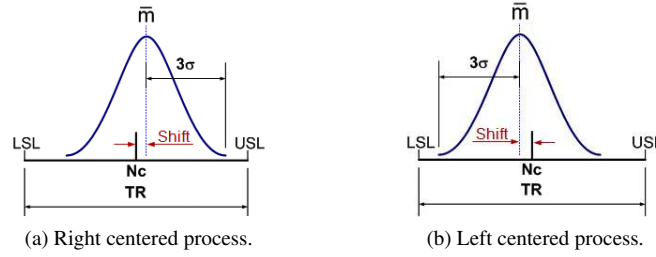 m̄
3σ
LSL
Shift
USL
Nc
TR
(a) Right centered process.
m̄
3σ
LSL
Shift
USL
Nc
TR
(b) Left centered process.